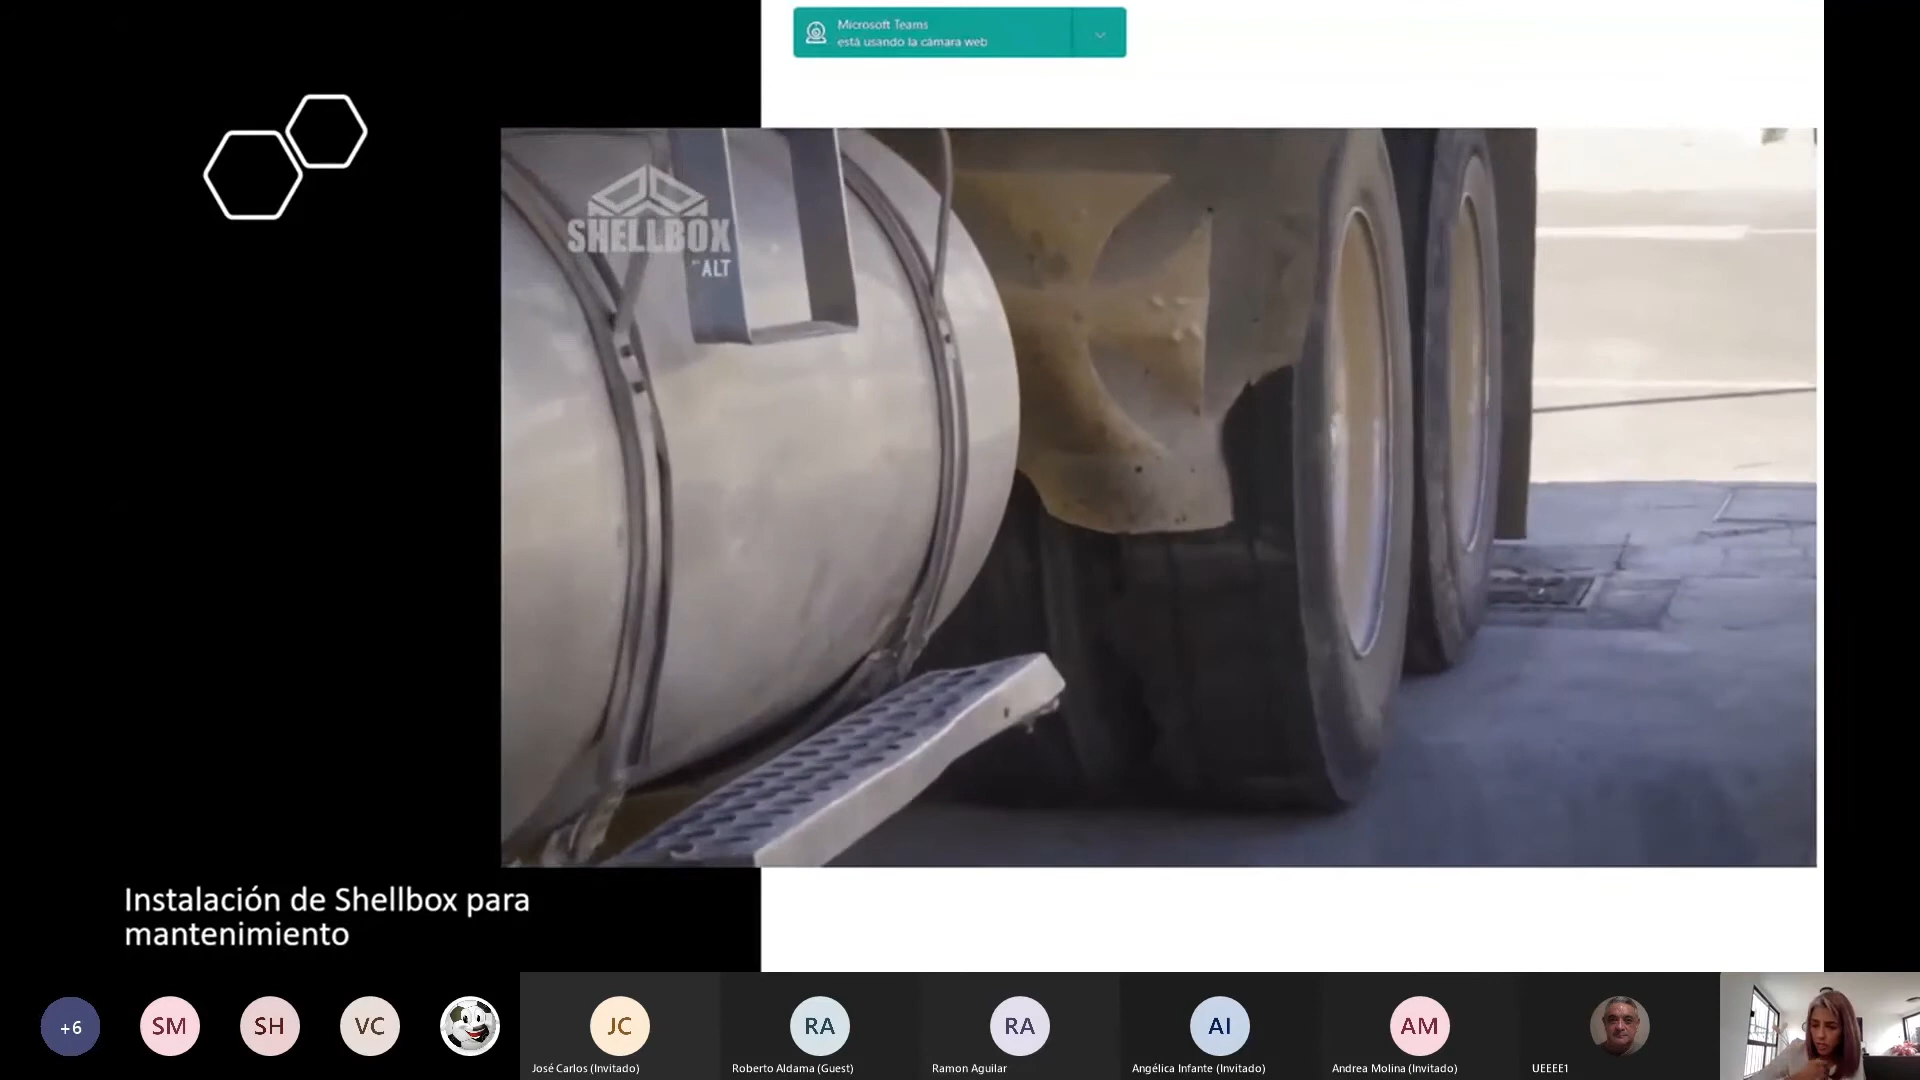 Microsoft Teams
está usando la cámara web
SHELLBOX
BY ALT
Instalación de Shellbox para
mantenimiento
+6
SM
SH
VC
JC
RA
RA
AI
AM
José Carlos (Invitado)
Roberto Aldama (Guest)
Ramon Aguilar
Angélica Infante (Invitado)
Andrea Molina (Invitado)
UEEEE1